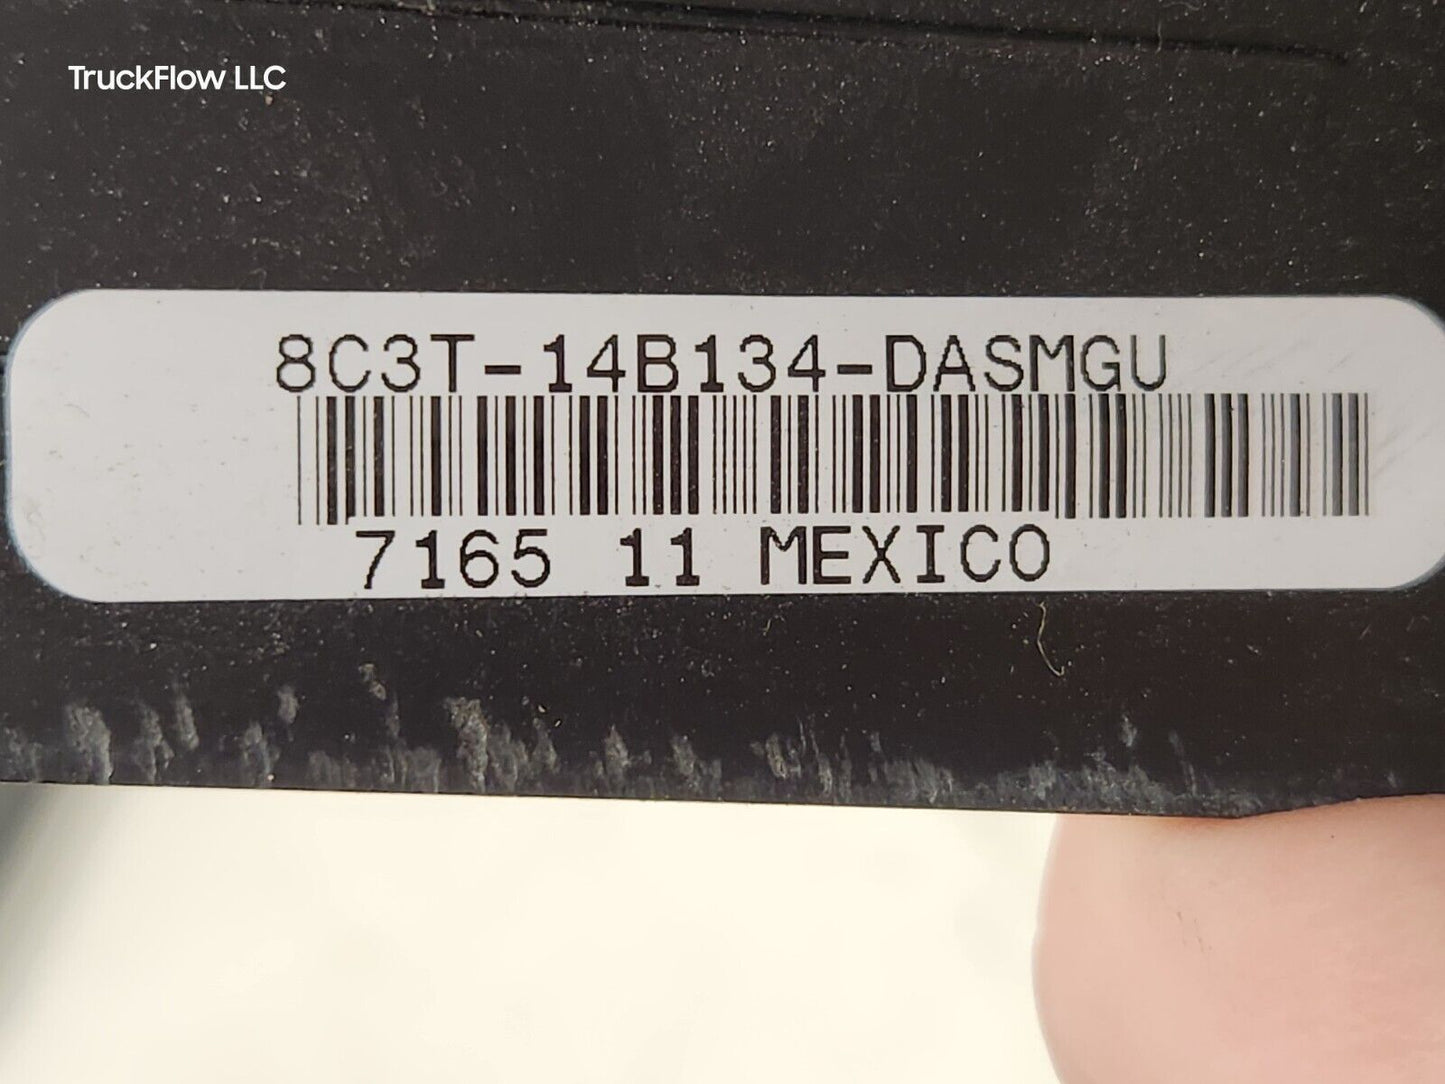 TruckFlow LLC
8C3T-14B134-DASMGU
7165 11 MEXICO